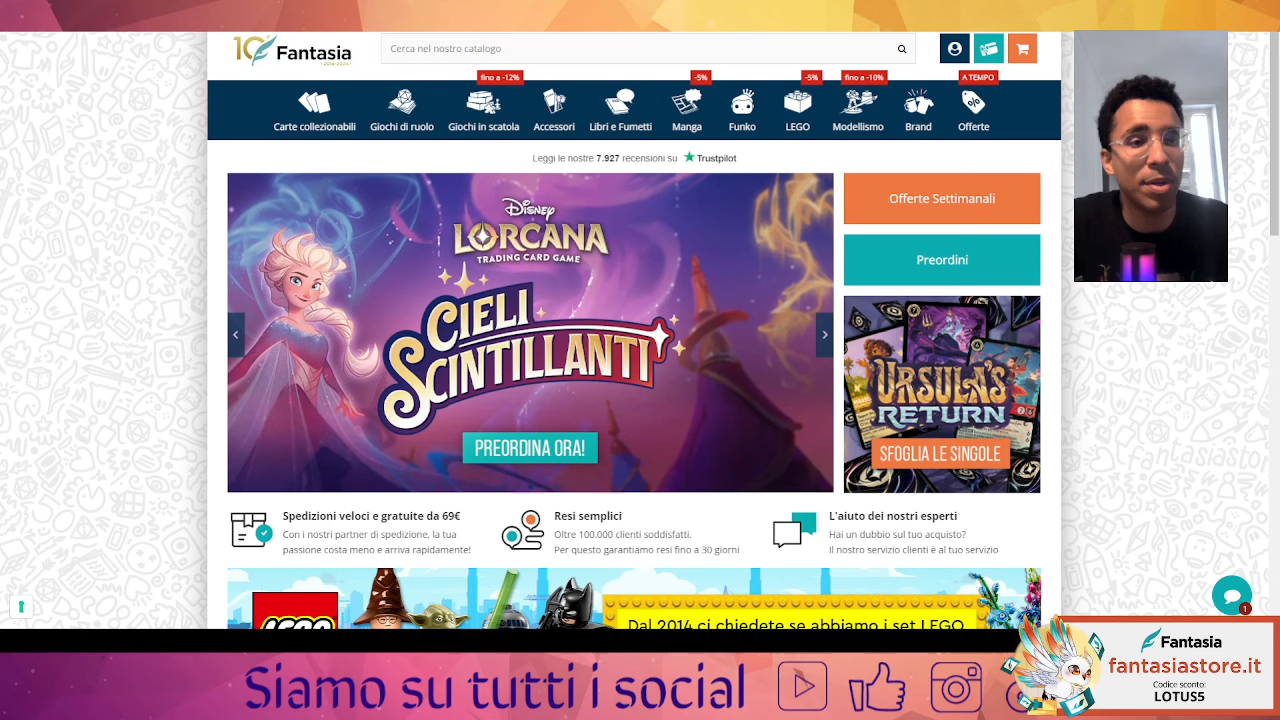 10 Fantasia
Cerca nel nostro catalogo
fino a -12%
-5%
-5%
fino a -10%
A TEMPO
Carte collezionabili
Giochi di ruolo
Giochi in scatola
Accessori
Libri e Fumetti
Manga
Funko
LEGO
Modellismo
Brand
Offerte
Leggi le nostre 7.927 recensioni su Trustpilot
DISNEY
LORCANA
TRADING CARD GAME
CIELI
SCINTILLANTI
PREORDINA ORA!
Offerte Settimanali
Preordini
URSULA'S
RETURN
SFOGLIA LE SINGOLE
Spedizioni veloci e gratuite da 69€
Con i nostri partner di spedizione, la tua
passione costa meno e arriva rapidamente!
Resi semplici
Oltre 100.000 clienti soddisfatti.
Per questo garantiamo resi fino a 30 giorni
L'aiuto dei nostri esperti
Hai un dubbio sul tuo acquisto?
Il nostro servizio clienti è al tuo servizio
LEGO
Dal 2014 ci chiedete se abbiamo i set LEGO
1
Siamo su tutti i social
Fantasia
fantasiastore.it
Codice sconto:
LOTUS5